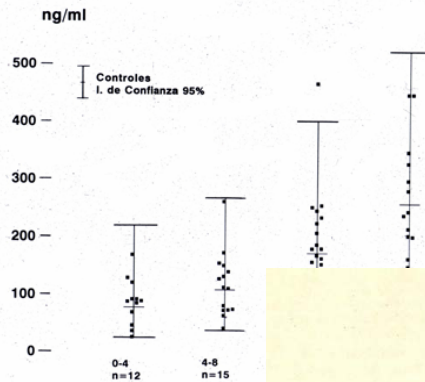 ng/ml
500
Controles
I. de Confianza 95%
400
300
200
100
0
0-4
4-8
n=12
n=15